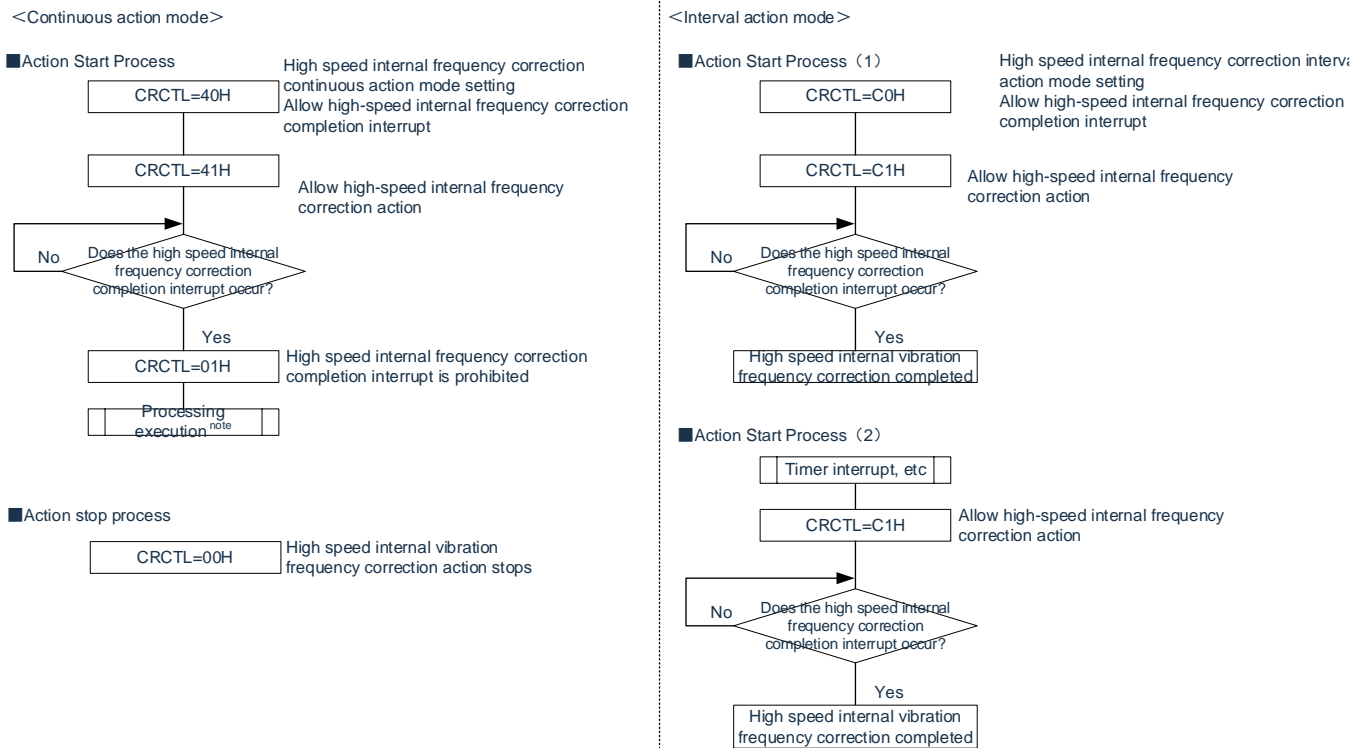 <Continuous action mode>
■Action Start Process
CRCTL=40H
High speed internal frequency correction
continuous action mode setting
Allow high-speed internal frequency correction
completion interrupt
CRCTL=41H
Allow high-speed internal frequency
correction action
No
Does the high speed internal
frequency correction
completion interrupt occur?
Yes
CRCTL=01H
High speed internal frequency correction
completion interrupt is prohibited
Processing
execution note
■Action stop process
CRCTL=00H
High speed internal vibration
frequency correction action stops
<Interval action mode>
■Action Start Process（1）
CRCTL=C0H
High speed internal frequency correction interva
action mode setting
Allow high-speed internal frequency correction
completion interrupt
CRCTL=C1H
Allow high-speed internal frequency
correction action
No
Does the high speed internal
frequency correction
completion interrupt occur?
Yes
High speed internal vibration
frequency correction completed
■Action Start Process（2）
Timer interrupt, etc
CRCTL=C1H
Allow high-speed internal frequency
correction action
No
Does the high speed internal
frequency correction
completion interrupt occur?
Yes
High speed internal vibration
frequency correction completed